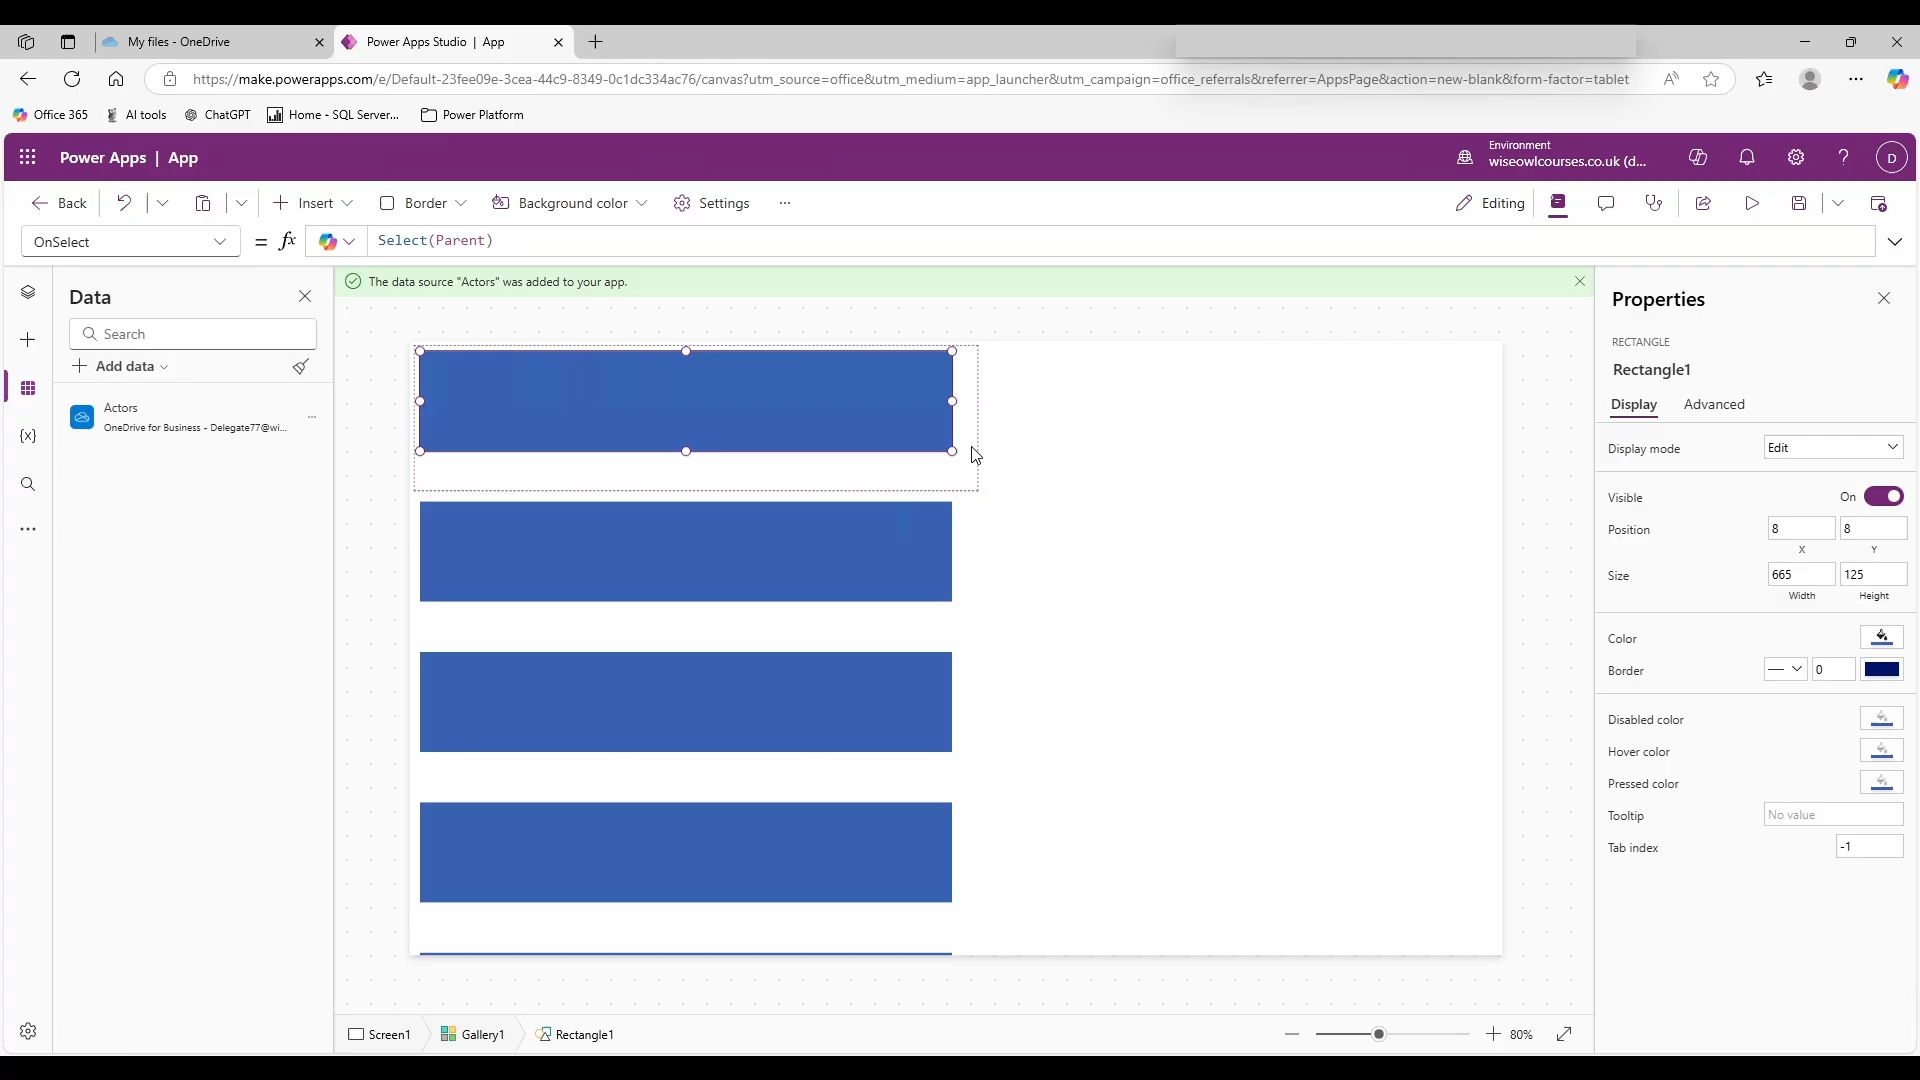 My files - OneDrive
Power Apps Studio | App
https://make.powerapps.com/e/Default-23fee09e-3cea-44c9-8349-0c1dc334ac76/canvas?utm_source=office&utm_medium=app_launcher&utm_campaign=office_referrals&referrer=AppsPage&action=new-blank&form-factor=tablet
Office 365
AI tools
ChatGPT
Home - SQL Server...
Power Platform
Power Apps | App
Environment
wiseowlcourses.co.uk (d...
D
Back
Insert
Border
Background color
Settings
...
Editing
OnSelect
= fx
Select(Parent)
Data
The data source "Actors" was added to your app.
Search
Add data
Actors
OneDrive for Business - Delegate77@wi...
Properties
RECTANGLE
Rectangle1
Display
Advanced
Display mode
Edit
Visible
On
Position
8
8
X
Y
Size
665
125
Width
Height
Color
Border
0
Disabled color
Hover color
Pressed color
Tooltip
No value
Tab index
-1
Screen1
Gallery1
Rectangle1
80%